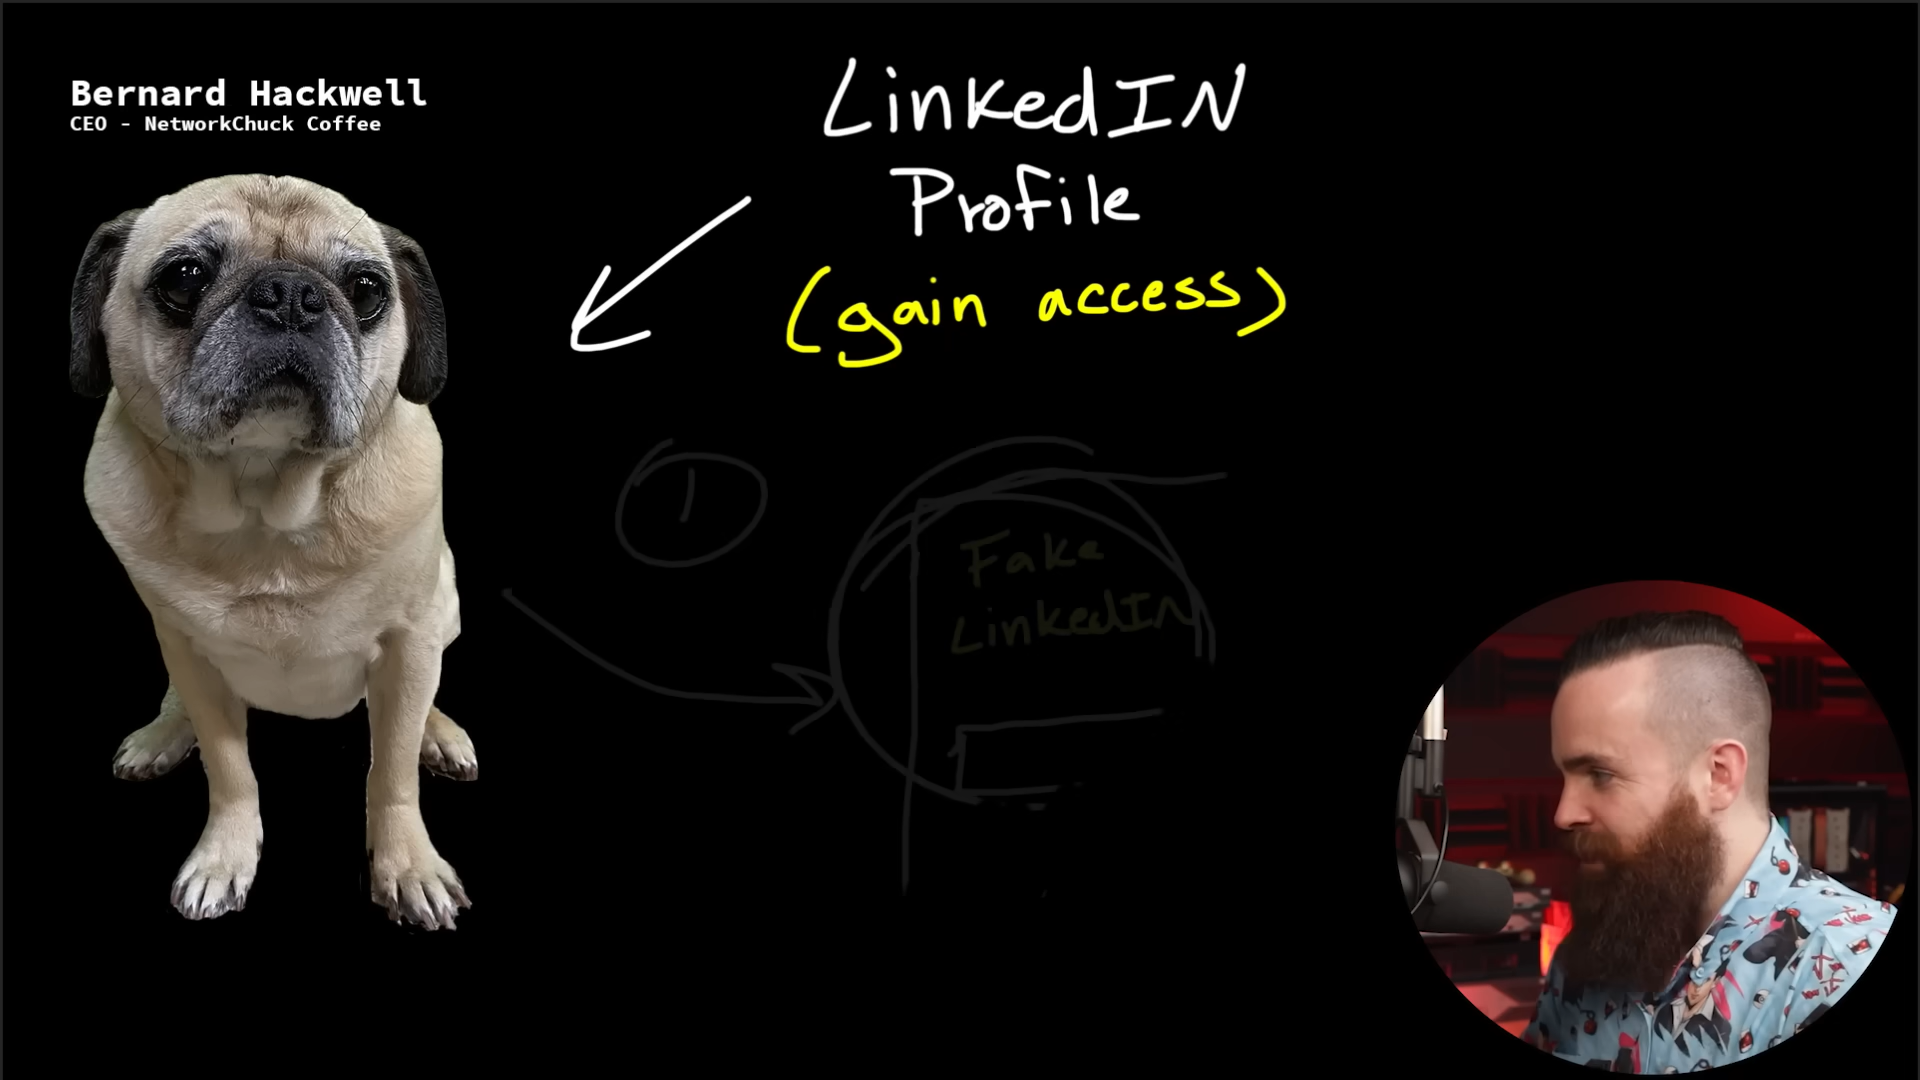 Bernard Hackwell
CEO - NetworkChuck Coffee
LinkedIN
Profile
(gain access)
1
Fake
LinkedIN